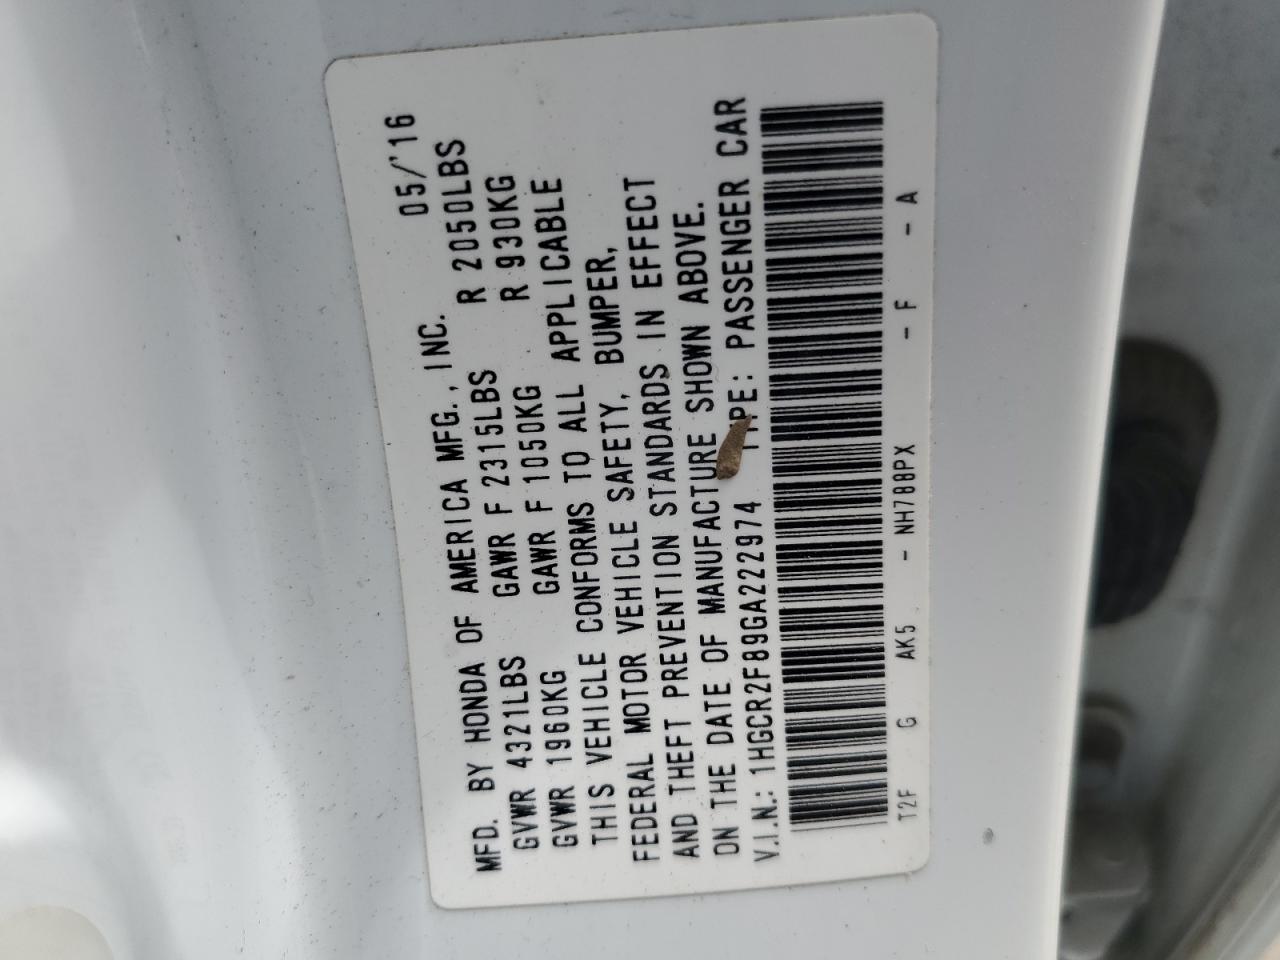 MFD. BY HONDA OF AMERICA MFG., INC. 05/'16
GVWR 4321LBS GAWR F 2315LBS R 2050LBS
GVWR 1960KG GAWR F 1050KG R 930KG
THIS VEHICLE CONFORMS TO ALL APPLICABLE
FEDERAL MOTOR VEHICLE SAFETY, BUMPER,
AND THEFT PREVENTION STANDARDS IN EFFECT
ON THE DATE OF MANUFACTURE SHOWN ABOVE.
V.I.N.: 1HGCR2F89GA222974 TYPE: PASSENGER CAR
T2F G AK5 - NH788PX - F - A